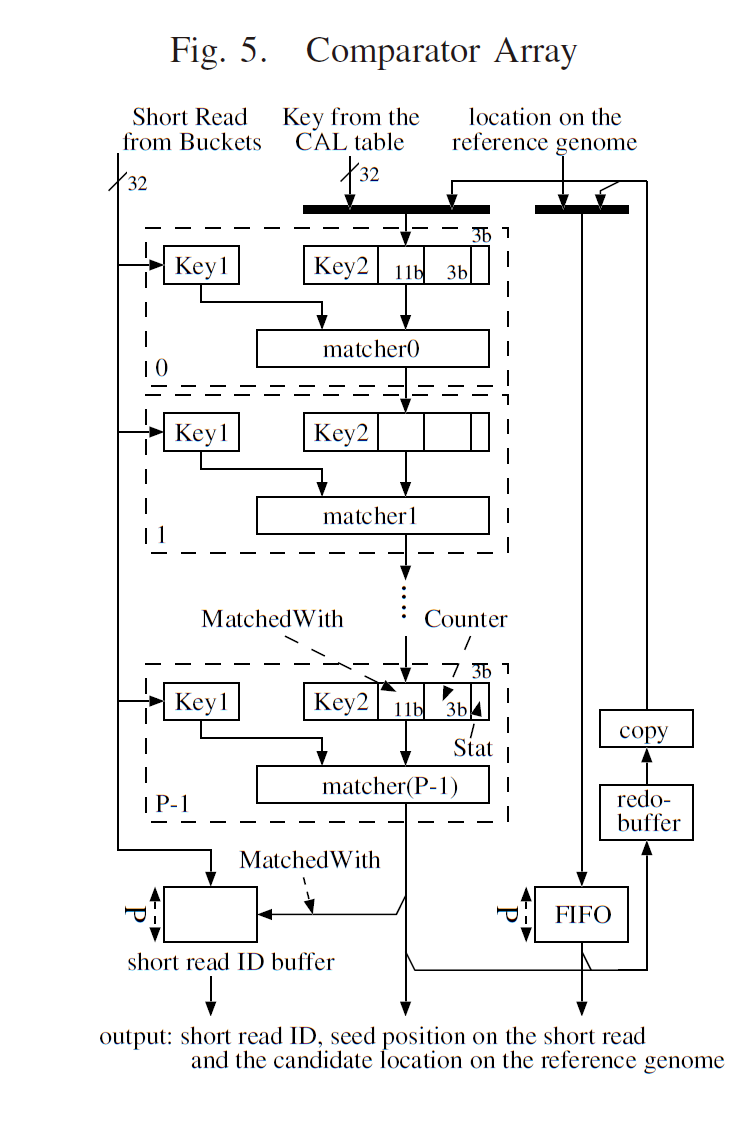 Fig. 5. Comparator Array
Short Read
from Buckets
Key from the
CAL table
location on the
reference genome
32
32
3b
Key1
Key2
11b
3b
matcher0
0
Key1
Key2
matcher1
1
MatchedWith
Counter
3b
Key1
Key2
11b
3b
Stat
matcher(P-1)
P-1
copy
redo-
buffer
MatchedWith
P
P
FIFO
short read ID buffer
output: short read ID, seed position on the short read
and the candidate location on the reference genome